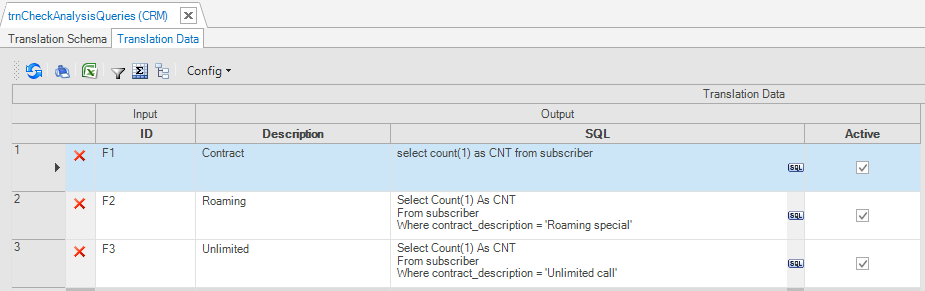 trnCheckAnalysisQueries (CRM)
Translation Schema Translation Data
Config
Translation Data
Input Output
ID Description SQL Active
1 F1 Contract select count(1) as CNT from subscriber
SQL
2 F2 Roaming Select Count(1) As CNT
From subscriber
SQL
Where contract_description = 'Roaming special'
3 F3 Unlimited Select Count(1) As CNT
From subscriber
SQL
Where contract_description = 'Unlimited call'